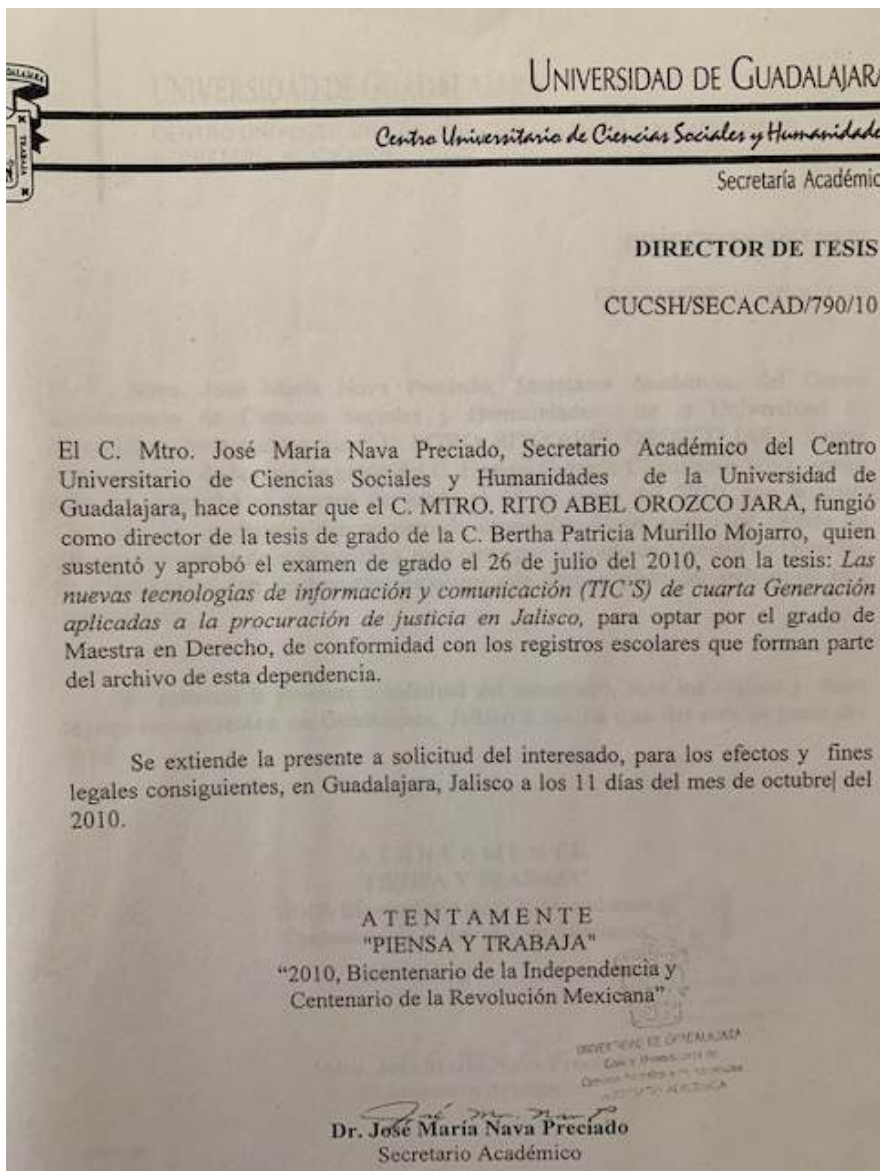 UNIVERSIDAD DE GUADALAJARA
Centro Universitario de Ciencias Sociales y Humanidade
Secretaría Académic
DIRECTOR DE TESIS
CUCSH/SECACAD/790/10
El C. Mtro. José María Nava Preciado, Secretario Académico del Centro
Universitario de Ciencias Sociales y Humanidades de la Universidad de
Guadalajara, hace constar que el C. MTRO. RITO ABEL OROZCO JARA, fungió
como director de la tesis de grado de la C. Bertha Patricia Murillo Mojarro, quien
sustentó y aprobó el examen de grado el 26 de julio del 2010, con la tesis: Las
nuevas tecnologías de información y comunicación (TIC'S) de cuarta Generación
aplicadas a la procuración de justicia en Jalisco, para optar por el grado de
Maestra en Derecho, de conformidad con los registros escolares que forman parte
del archivo de esta dependencia.
Se extiende la presente a solicitud del interesado, para los efectos y fines
legales consiguientes, en Guadalajara, Jalisco a los 11 días del mes de octubre del
2010.
A T E N T A M E N T E
"PIENSA Y TRABAJA"
“2010, Bicentenario de la Independencia y
Centenario de la Revolución Mexicana”
UNIVERSIDAD DE GUADALAJARA
Dr. José María Nava Preciado
Secretario Académico